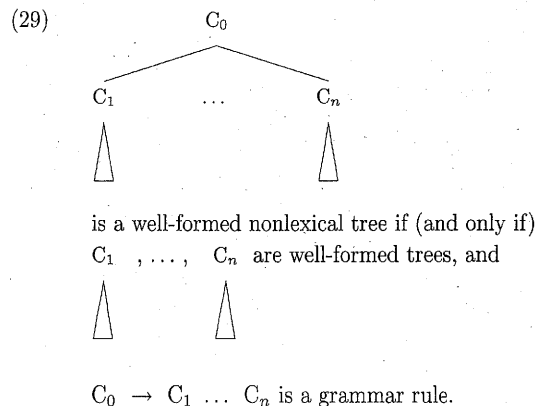 (29) C₀
C₁ ... Cₙ
is a well-formed nonlexical tree if (and only if)
C₁ , ... , Cₙ are well-formed trees, and
C₀ → C₁ ... Cₙ is a grammar rule.